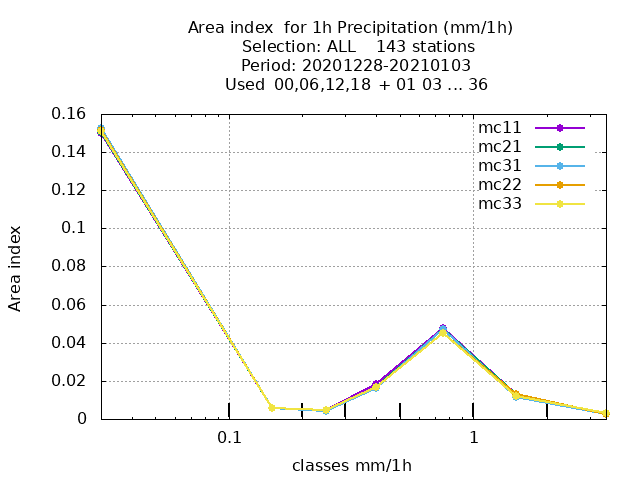 Area index  for 1h Precipitation (mm/1h)
Selection: ALL    143 stations
Period: 20201228-20210103
Used  00,06,12,18 + 01 03 ... 36
0.16
0.14
0.12
0.1
0.08
0.06
0.04
0.02
0
Area index
mc11
mc21
mc31
mc22
mc33
0.1
1
classes mm/1h